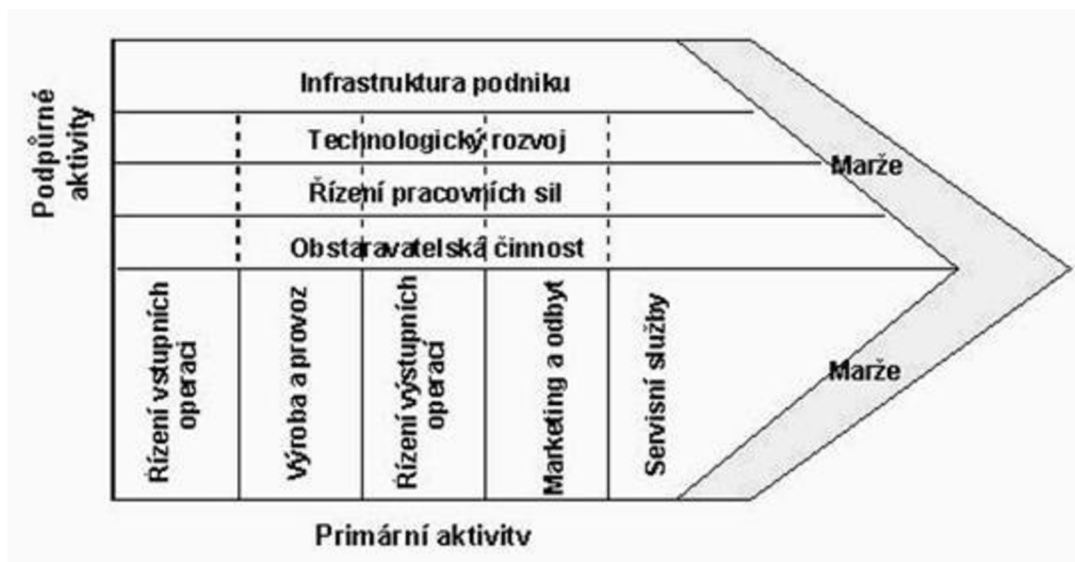 Podpůrné
aktivity
Infrastruktura podniku
Technologický rozvoj
Řízení pracovních sil
Obstaravatelská činnost
Marže
Řízení vstupních
operací
Výroba a provoz
Řízení výstupních
operací
Marketing a odbyt
Servisní služby
Marže
Primární aktivity